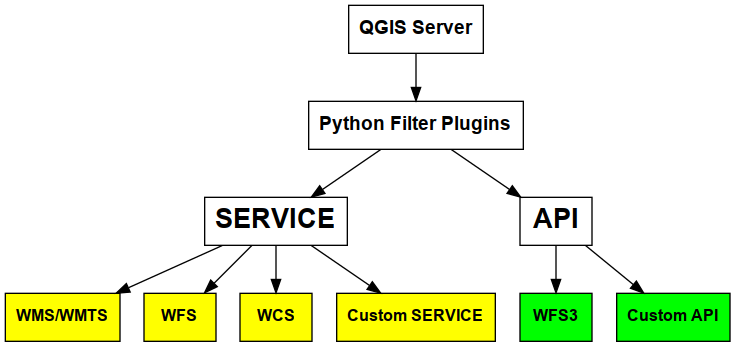 QGIS Server
Python Filter Plugins
SERVICE
API
WMS/WMTS
WFS
WCS
Custom SERVICE
WFS3
Custom API